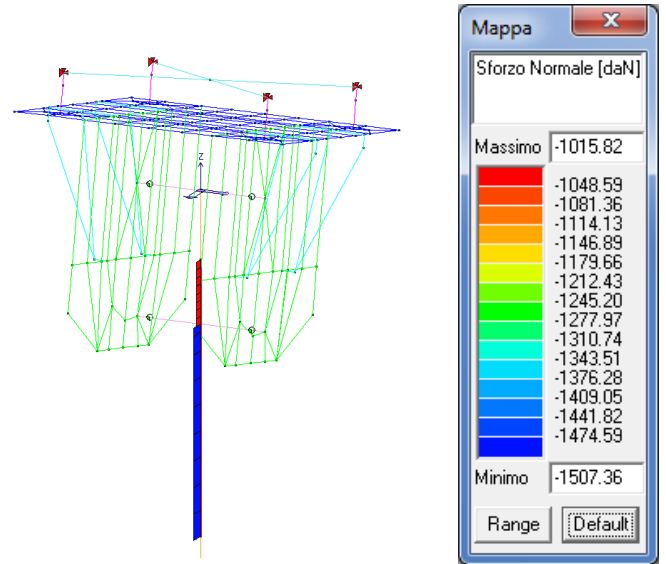 Z
Mappa
Sforzo Normale [daN]
Massimo -1015.82
-1048.59
-1081.36
-1114.13
-1146.89
-1179.66
-1212.43
-1245.20
-1277.97
-1310.74
-1343.51
-1376.28
-1409.05
-1441.82
-1474.59
Minimo -1507.36
Range Default